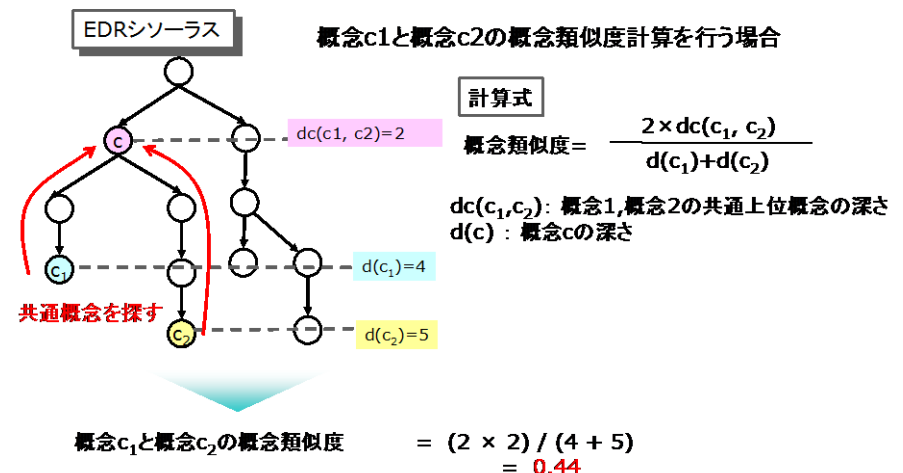 EDRシソーラス
概念c1と概念c2の概念類似度計算を行う場合
計算式
概念類似度= 2×dc(c₁, c₂)
d(c₁)+d(c₂)
dc(c₁,c₂): 概念1,概念2の共通上位概念の深さ
d(c) : 概念cの深さ
c
dc(c1, c2)=2
c₁
d(c₁)=4
共通概念を探す
c₂
d(c₂)=5
概念c₁と概念c₂の概念類似度 = (2 × 2) / (4 + 5)
= 0.44